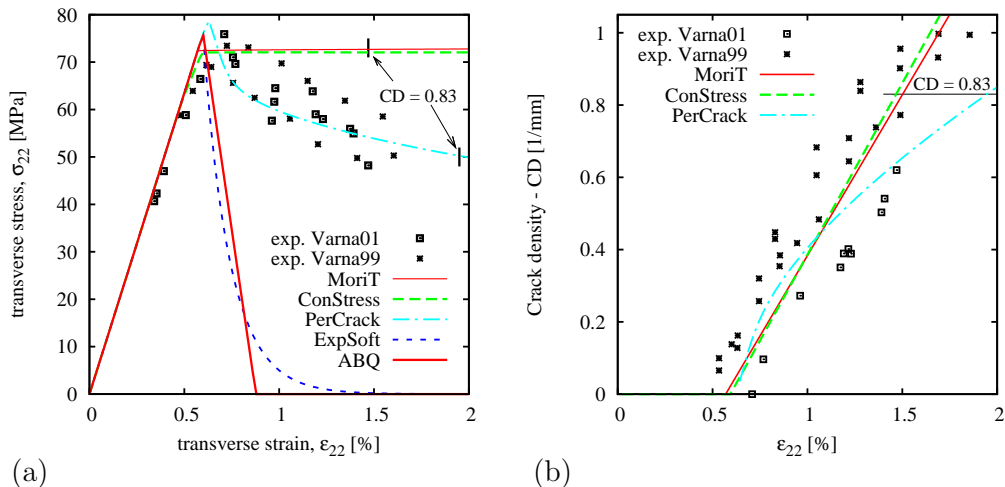 80
70
60
50
40
30
20
10
0
0
0.5
1
1.5
2
transverse stress, σ22 [MPa]
transverse strain, ε22 [%]
CD = 0.83
exp. Varna01
exp. Varna99
MoriT
ConStress
PerCrack
ExpSoft
ABQ
(a)
1
0.8
0.6
0.4
0.2
0
0
0.5
1
1.5
2
Crack density - CD [1/mm]
ε22 [%]
exp. Varna01
exp. Varna99
MoriT
ConStress
PerCrack
CD = 0.83
(b)